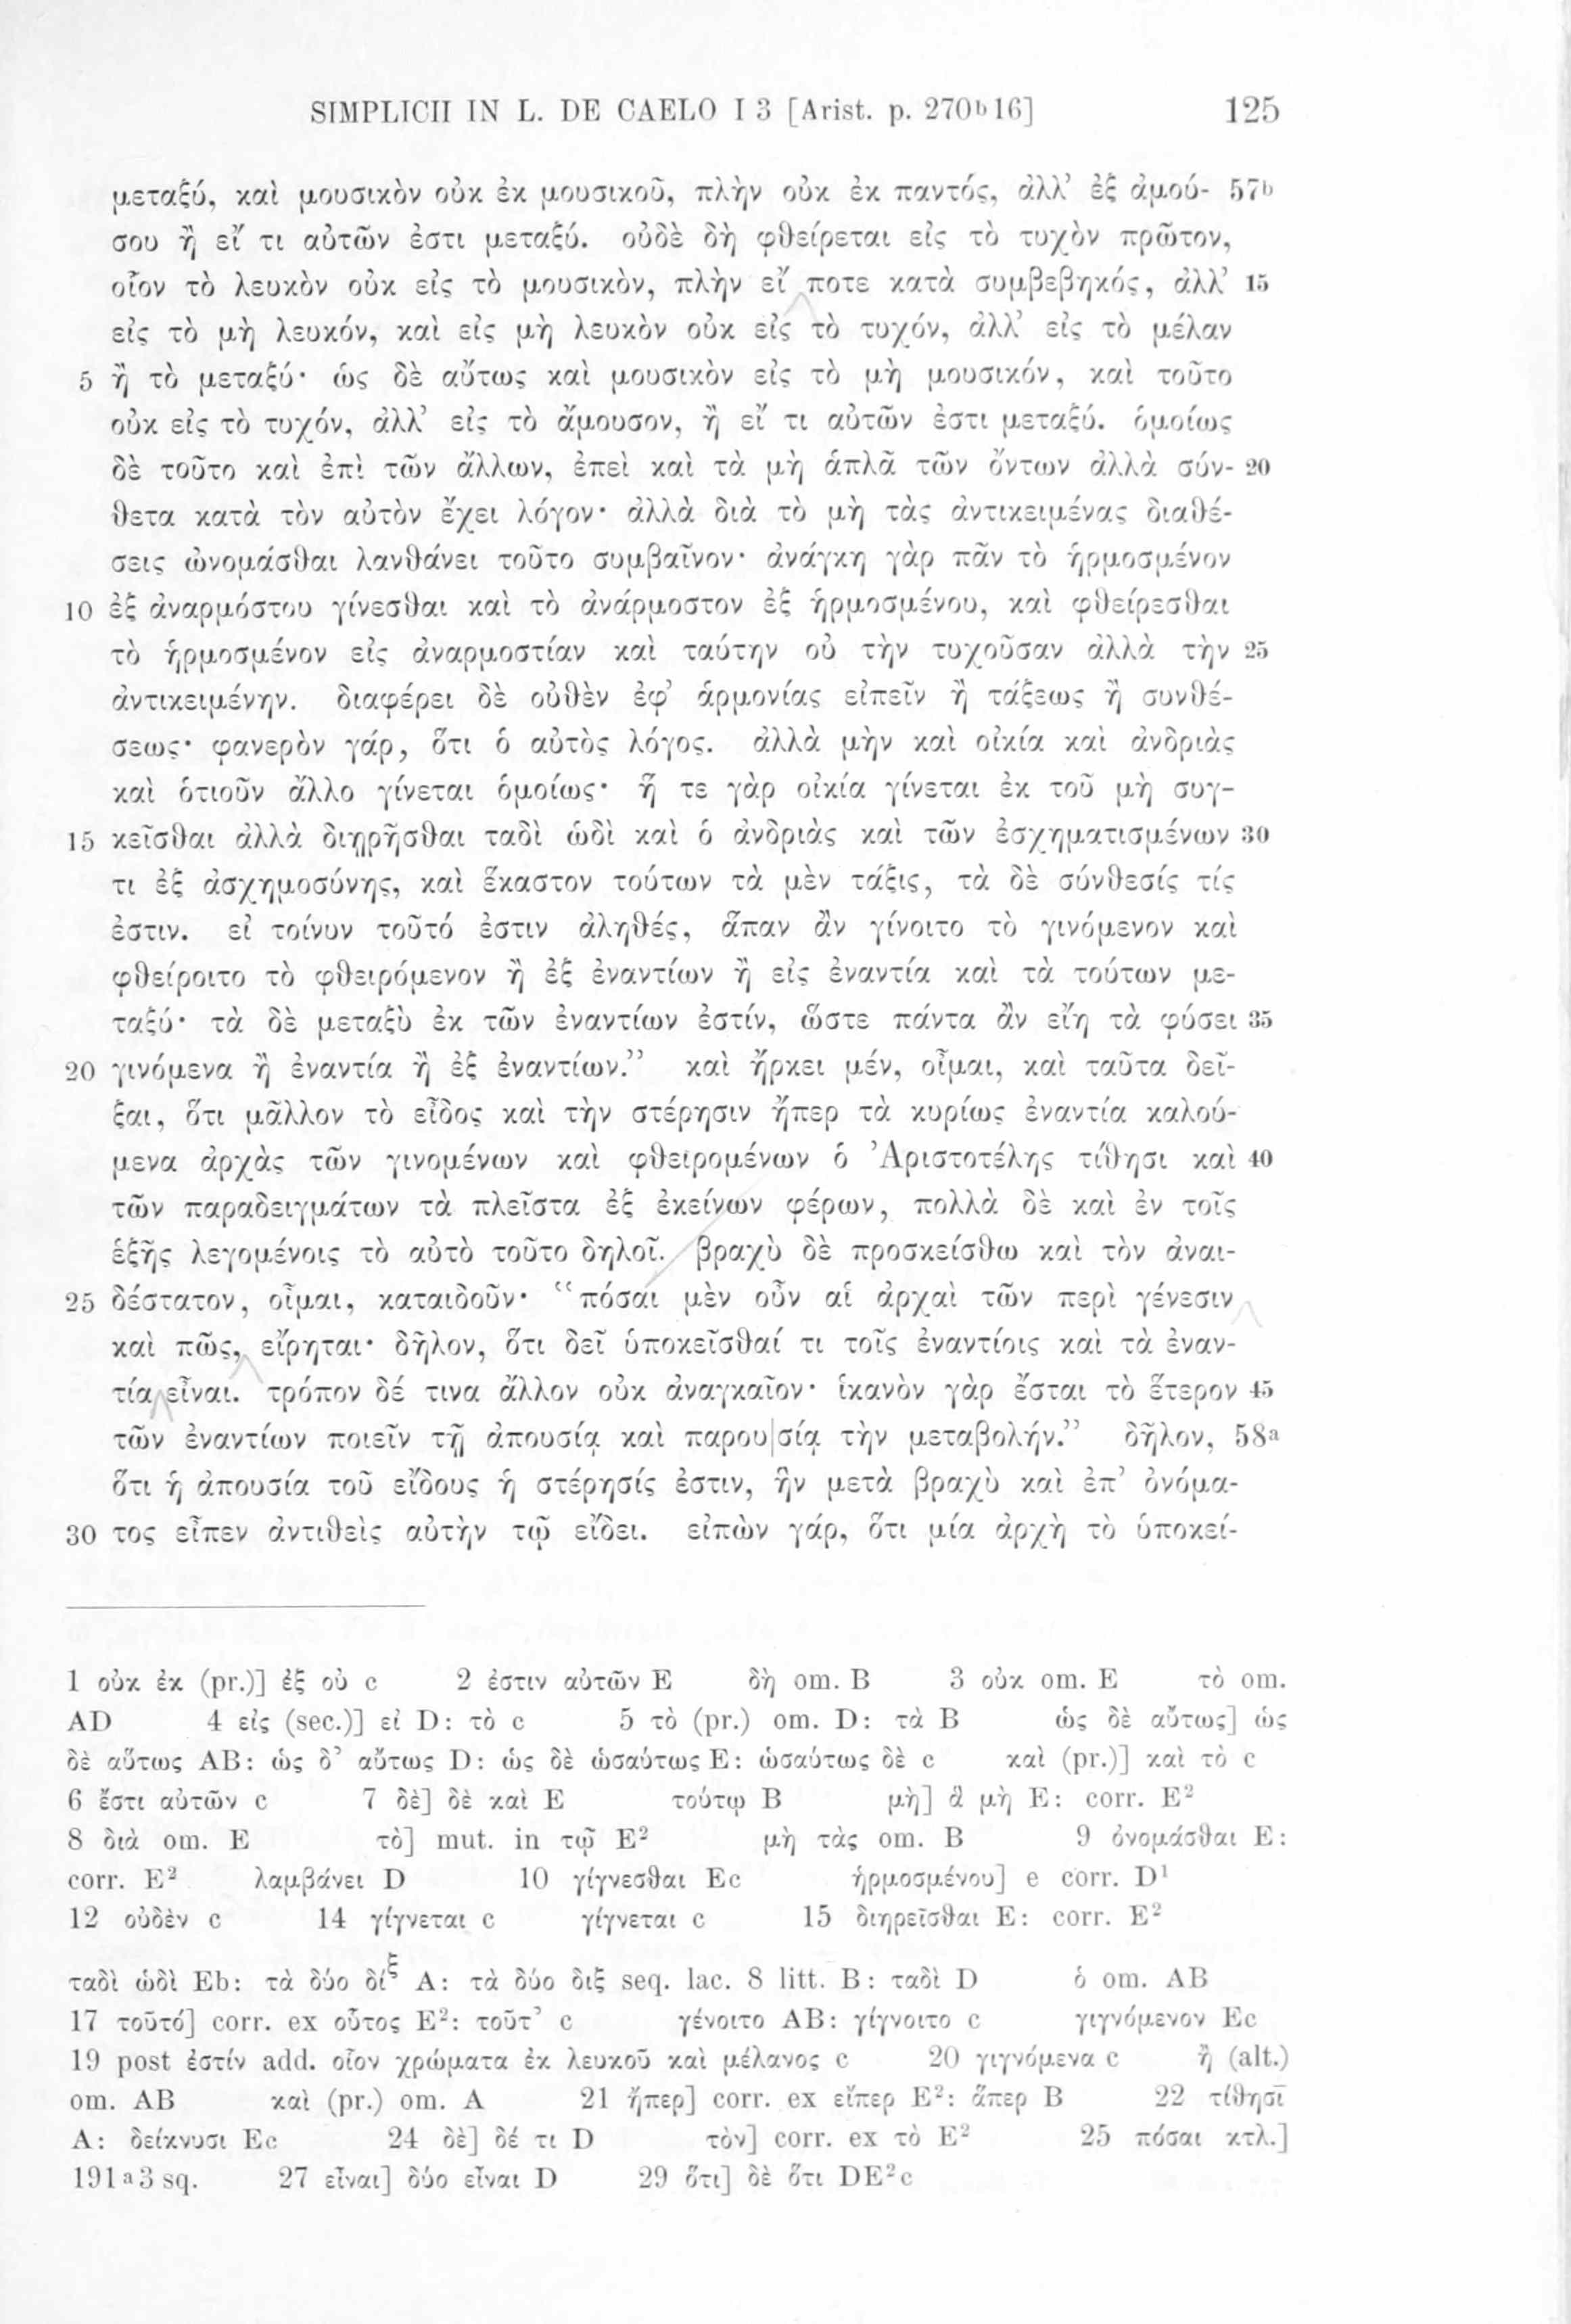 SIMPLICII IN L. DE CAELO I 3 [Arist. p. 270ᵇ16] 125
μεταξύ, καὶ μουσικὸν οὐκ ἐκ μουσικοῦ, πλὴν οὐκ ἐκ παντός, ἀλλ’ ἐξ ἀμού- 57ᵇ
σου ἢ εἴ τι αὐτῶν ἐστι μεταξύ. οὐδὲ δὴ φθείρεται εἰς τὸ τυχὸν πρῶτον,
οἷον τὸ λευκὸν οὐκ εἰς τὸ μουσικὸν, πλὴν εἴ ποτε κατὰ συμβεβηκός, ἀλλ’ 15
εἰς τὸ μὴ λευκόν, καὶ εἰς μὴ λευκὸν οὐκ εἰς τὸ τυχόν, ἀλλ’ εἰς τὸ μέλαν
5 ἢ τὸ μεταξύ· ὡς δὲ αὔτως καὶ μουσικὸν εἰς τὸ μὴ μουσικόν, καὶ τοῦτο
οὐκ εἰς τὸ τυχόν, ἀλλ’ εἰς τὸ ἄμουσον, ἢ εἴ τι αὐτῶν ἐστι μεταξύ. ὁμοίως
δὲ τοῦτο καὶ ἐπὶ τῶν ἄλλων, ἐπεὶ καὶ τὰ μὴ ἁπλᾶ τῶν ὄντων ἀλλὰ σύν- 20
θετα κατὰ τὸν αὐτὸν ἔχει λόγον· ἀλλὰ διὰ τὸ μὴ τὰς ἀντικειμένας διαθέ-
σεις ὠνομάσθαι λανθάνει τοῦτο συμβαῖνον· ἀνάγκη γὰρ πᾶν τὸ ἡρμοσμένον
10 ἐξ ἀναρμόστου γίνεσθαι καὶ τὸ ἀνάρμοστον ἐξ ἡρμοσμένου, καὶ φθείρεσθαι
τὸ ἡρμοσμένον εἰς ἀναρμοστίαν καὶ ταύτην οὐ τὴν τυχοῦσαν ἀλλὰ τὴν 25
ἀντικειμένην. διαφέρει δὲ οὐθὲν ἐφ’ ἁρμονίας εἰπεῖν ἢ τάξεως ἢ συνθέ-
σεως· φανερὸν γάρ, ὅτι ὁ αὐτὸς λόγος. ἀλλὰ μὴν καὶ οἰκία καὶ ἀνδριὰς
καὶ ὁτιοῦν ἄλλο γίνεται ὁμοίως· ἥ τε γὰρ οἰκία γίνεται ἐκ τοῦ μὴ συγ-
15 κεῖσθαι ἀλλὰ διῃρῆσθαι ταδὶ ὡδὶ καὶ ὁ ἀνδριὰς καὶ τῶν ἐσχηματισμένων 30
τι ἐξ ἀσχημοσύνης, καὶ ἕκαστον τούτων τὰ μὲν τάξις, τὰ δὲ σύνθεσίς τίς
ἐστιν. εἰ τοίνυν τοῦτό ἐστιν ἀληθές, ἅπαν ἂν γίνοιτο τὸ γινόμενον καὶ
φθείροιτο τὸ φθειρόμενον ἢ ἐξ ἐναντίων ἢ εἰς ἐναντία καὶ τὰ τούτων με-
ταξύ· τὰ δὲ μεταξὺ ἐκ τῶν ἐναντίων ἐστίν, ὥστε πάντα ἂν εἴη τὰ φύσει 35
20 γινόμενα ἢ ἐναντία ἢ ἐξ ἐναντίων.” καὶ ἤρκει μέν, οἶμαι, καὶ ταῦτα δεῖ-
ξαι, ὅτι μᾶλλον τὸ εἶδος καὶ τὴν στέρησιν ἤπερ τὰ κυρίως ἐναντία καλού-
μενα ἀρχὰς τῶν γινομένων καὶ φθειρομένων ὁ Ἀριστοτέλης τίθησι καὶ 40
τῶν παραδειγμάτων τὰ πλεῖστα ἐξ ἐκείνων φέρων, πολλὰ δὲ καὶ ἐν τοῖς
ἑξῆς λεγομένοις τὸ αὐτὸ τοῦτο δηλοῖ. βραχὺ δὲ προσκείσθω καὶ τὸν ἀναι-
25 δέστατον, οἶμαι, καταιδοῦν· “πόσαι μὲν οὖν αἱ ἀρχαὶ τῶν περὶ γένεσιν
καὶ πῶς, εἴρηται· δῆλον, ὅτι δεῖ ὑποκεῖσθαί τι τοῖς ἐναντίοις καὶ τὰ ἐναν-
τία εἶναι. τρόπον δέ τινα ἄλλον οὐκ ἀναγκαῖον· ἱκανὸν γὰρ ἔσται τὸ ἕτερον 45
τῶν ἐναντίων ποιεῖν τῇ ἀπουσίᾳ καὶ παρου|σίᾳ τὴν μεταβολήν.” δῆλον, 58ᵃ
ὅτι ἡ ἀπουσία τοῦ εἴδους ἡ στέρησίς ἐστιν, ἣν μετὰ βραχὺ καὶ ἐπ’ ὀνόμα-
30 τος εἶπεν ἀντιθεὶς αὐτὴν τῷ εἴδει. εἰπὼν γάρ, ὅτι μία ἀρχὴ τὸ ὑποκεί-
1 οὐκ ἐκ (pr.)] ἐξ οὐ c 2 ἐστιν αὐτῶν E δὴ om. B 3 οὐκ om. E τὸ om.
AD 4 εἰς (sec.)] εἰ D: τὸ c 5 τὸ (pr.) om. D: τὰ B ὡς δὲ αὔτως] ὡς
δὲ αὕτως AB: ὡς δ’ αὔτως D: ὡς δὲ ὡσαύτως E: ὡσαύτως δὲ c καὶ (pr.)] καὶ τὸ c
6 ἔστι αὐτῶν c 7 δὲ] δὲ καὶ E τούτῳ B μὴ] ἃ μὴ E: corr. E²
8 διὰ om. E τὸ] mut. in τῷ E² μὴ τὰς om. B 9 ὀνομάσθαι E:
corr. E² λαμβάνει D 10 γίγνεσθαι Ec ἡρμοσμένου] e corr. D¹
12 οὐδὲν c 14 γίγνεται c γίγνεται c 15 διηρεῖσθαι E: corr. E²
ταδὶ ὡδὶ Eb: τὰ δύο δίξ A: τὰ δύο διξ seq. lac. 8 litt. B: ταδὶ D ὁ om. AB
17 τοῦτό] corr. ex οὗτος E²: τοῦτ’ c γένοιτο AB: γίγνοιτο c γιγνόμενον Ec
19 post ἐστίν add. οἷον χρώματα ἐκ λευκοῦ καὶ μέλανος c 20 γιγνόμενα c ἢ (alt.)
om. AB καὶ (pr.) om. A 21 ἤπερ] corr. ex εἴπερ E²: ἅπερ B 22 τίθησῖ
A: δείκνυσι Ec 24 δὲ] δέ τι D τὸν] corr. ex τὸ E² 25 πόσαι κτλ.]
191ᵃ3 sq. 27 εἶναι] δύο εἶναι D 29 ὅτι] δὲ ὅτι DE²c